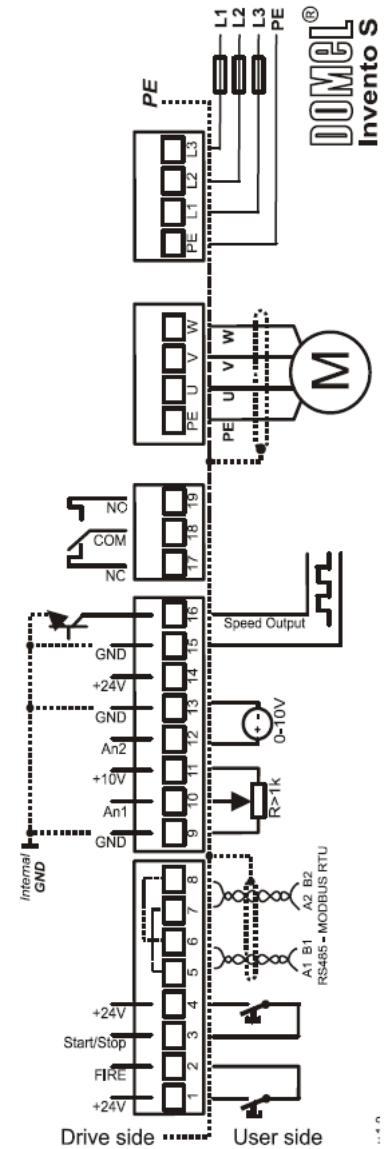 L1
L2
L3
PE
DOMEL®
Invento S
PE
L3
L2
L1
PE
W
V
U
PE
W
V
U
PE
M
NO
COM
NC
19
18
17
GND
+24V
GND
An2
+10V
An1
GND
16
15
14
13
12
11
10
9
Speed Output
- +
0-10V
R>1k
Internal
GND
8
7
6
5
4
3
2
1
+24V
Start/Stop
FIRE
+24V
A2 B2
A1 B1
RS485 - MODBUS RTU
Drive side
User side